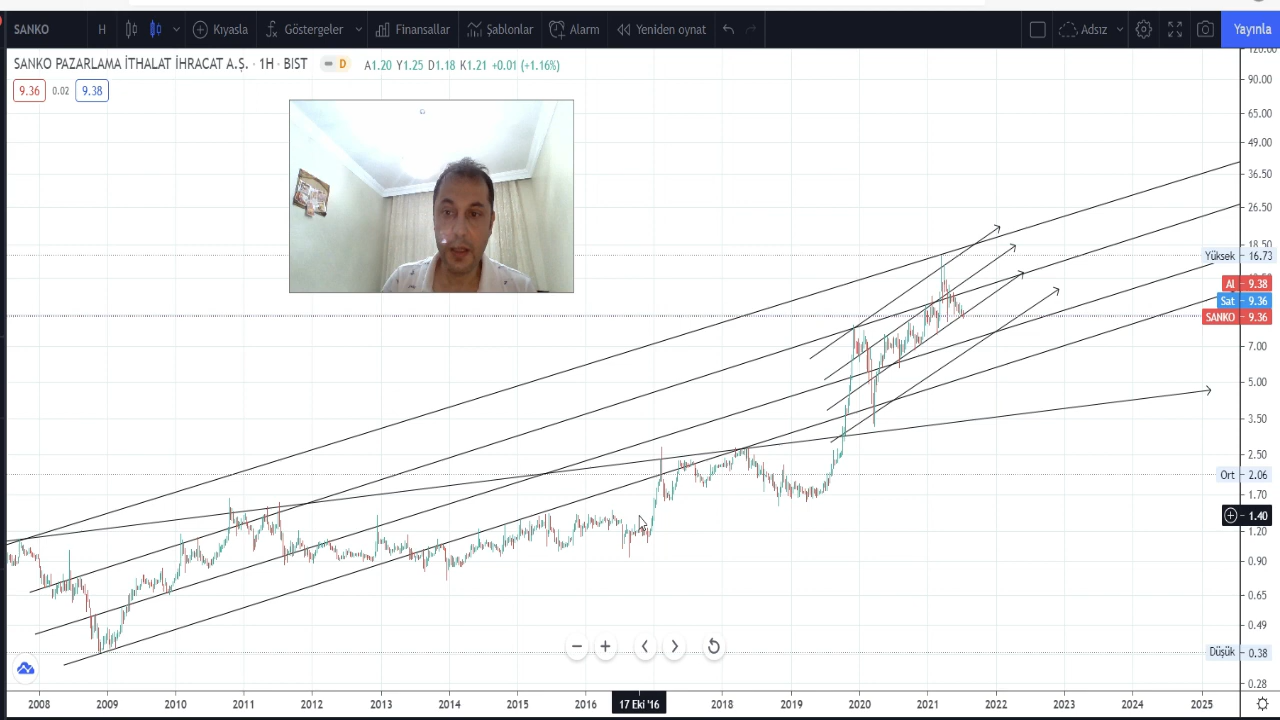 SANKO H Kıyasla Göstergeler Finansallar Şablonlar Alarm Yeniden oynat Adsız Yayınla
SANKO PAZARLAMA İTHALAT İHRACAT A.Ş. · 1H · BIST D A1.20 Y1.25 D1.18 K1.21 +0.01 (+1.16%)
9.36 0.02 9.38
120.00
90.00
65.00
49.00
36.50
26.50
18.50
Yüksek 16.73
Al 9.38
Sat 9.36
SANKO 9.36
7.00
5.00
3.50
2.50
Ort 2.06
1.70
1.40
1.20
0.90
0.65
0.49
Düşük 0.38
0.28
2008 2009 2010 2011 2012 2013 2014 2015 2016 17 Eki '16 2018 2019 2020 2021 2022 2023 2024 2025